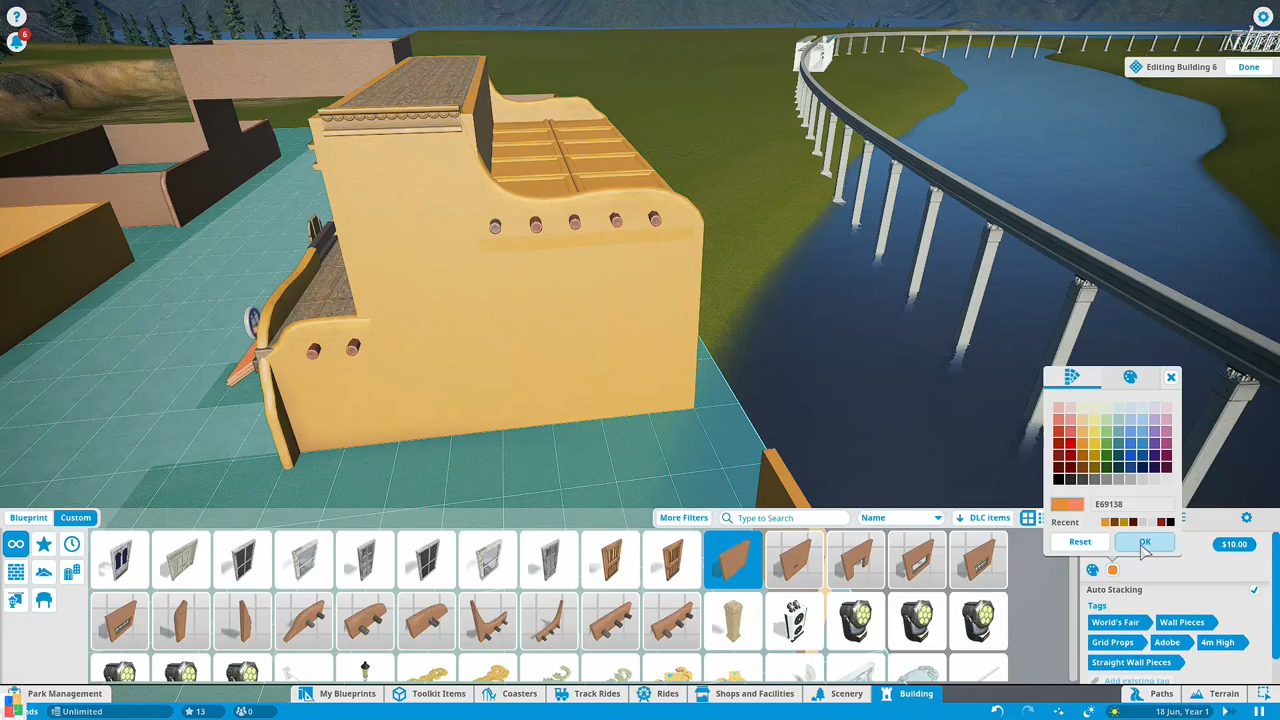 ?
6
Editing Building 6 Done
E69138
Recent
Reset OK
Blueprint Custom
More Filters Type to Search Name DLC items
$10.00
Auto Stacking
Tags
World's Fair Wall Pieces
Grid Props Adobe 4m High
Straight Wall Pieces
Add existing tag
Park Management My Blueprints Toolkit Items Coasters Track Rides Rides Shops and Facilities Scenery Building Paths Terrain
Unlimited 13 0 18 Jun, Year 1